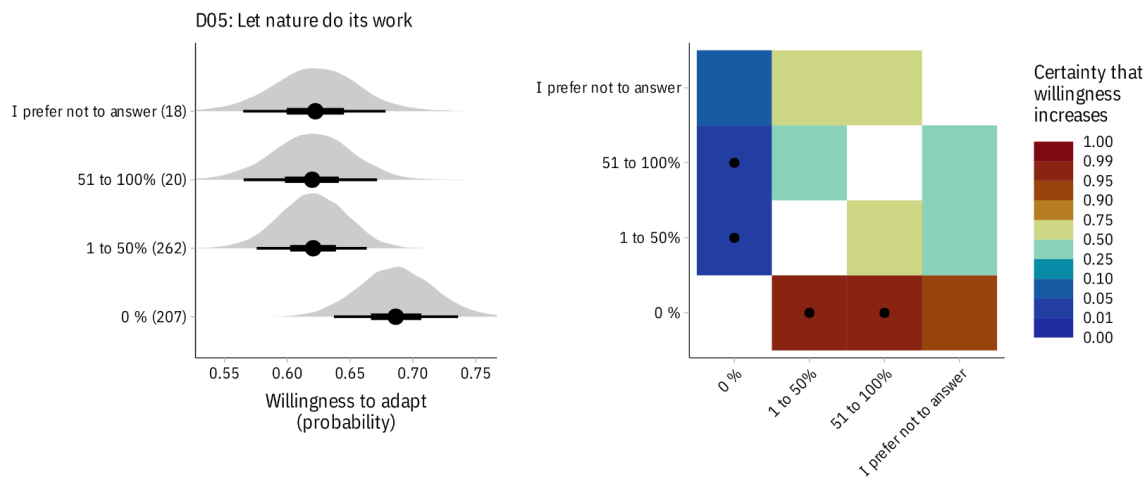 D05: Let nature do its work
I prefer not to answer (18)
51 to 100% (20)
1 to 50% (262)
0 % (207)
0.55 0.60 0.65 0.70 0.75
Willingness to adapt
(probability)
I prefer not to answer
51 to 100%
1 to 50%
0 %
0 %
1 to 50%
51 to 100%
I prefer not to answer
Certainty that
willingness
increases
1.00
0.99
0.95
0.90
0.75
0.50
0.25
0.10
0.05
0.01
0.00